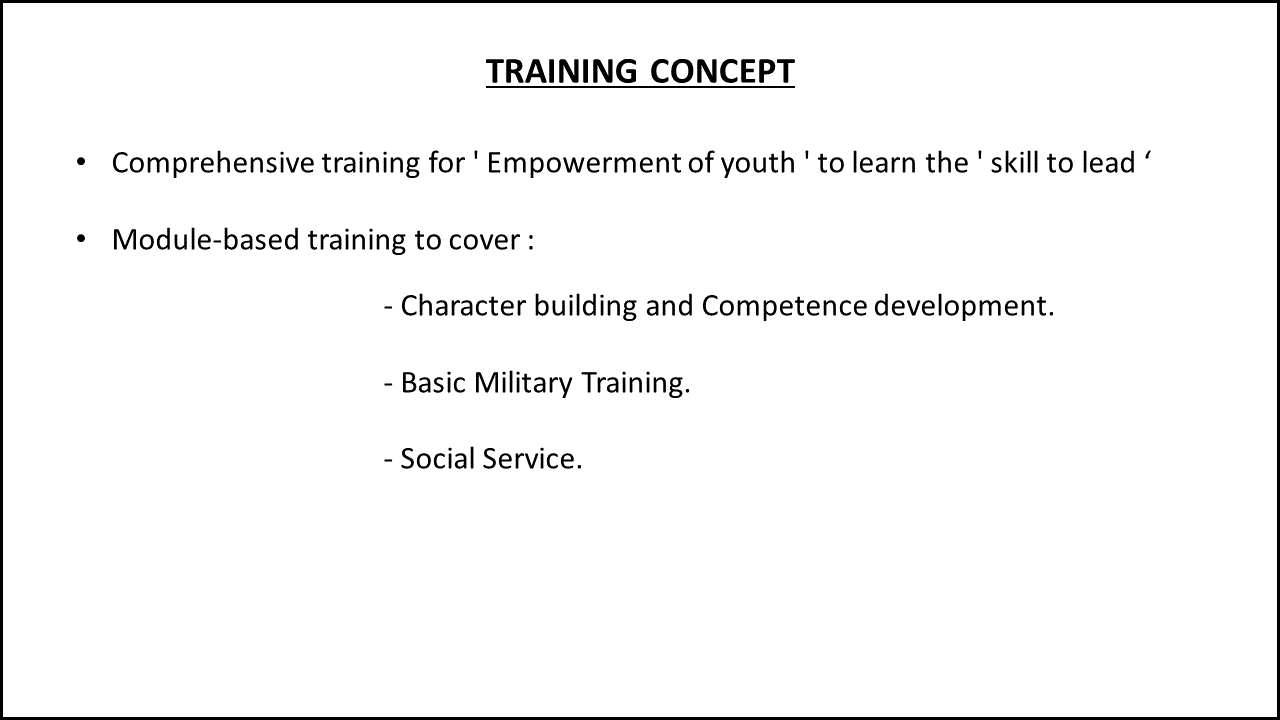 TRAINING CONCEPT
• Comprehensive training for ' Empowerment of youth ' to learn the ' skill to lead ‘
• Module-based training to cover :
- Character building and Competence development.
- Basic Military Training.
- Social Service.